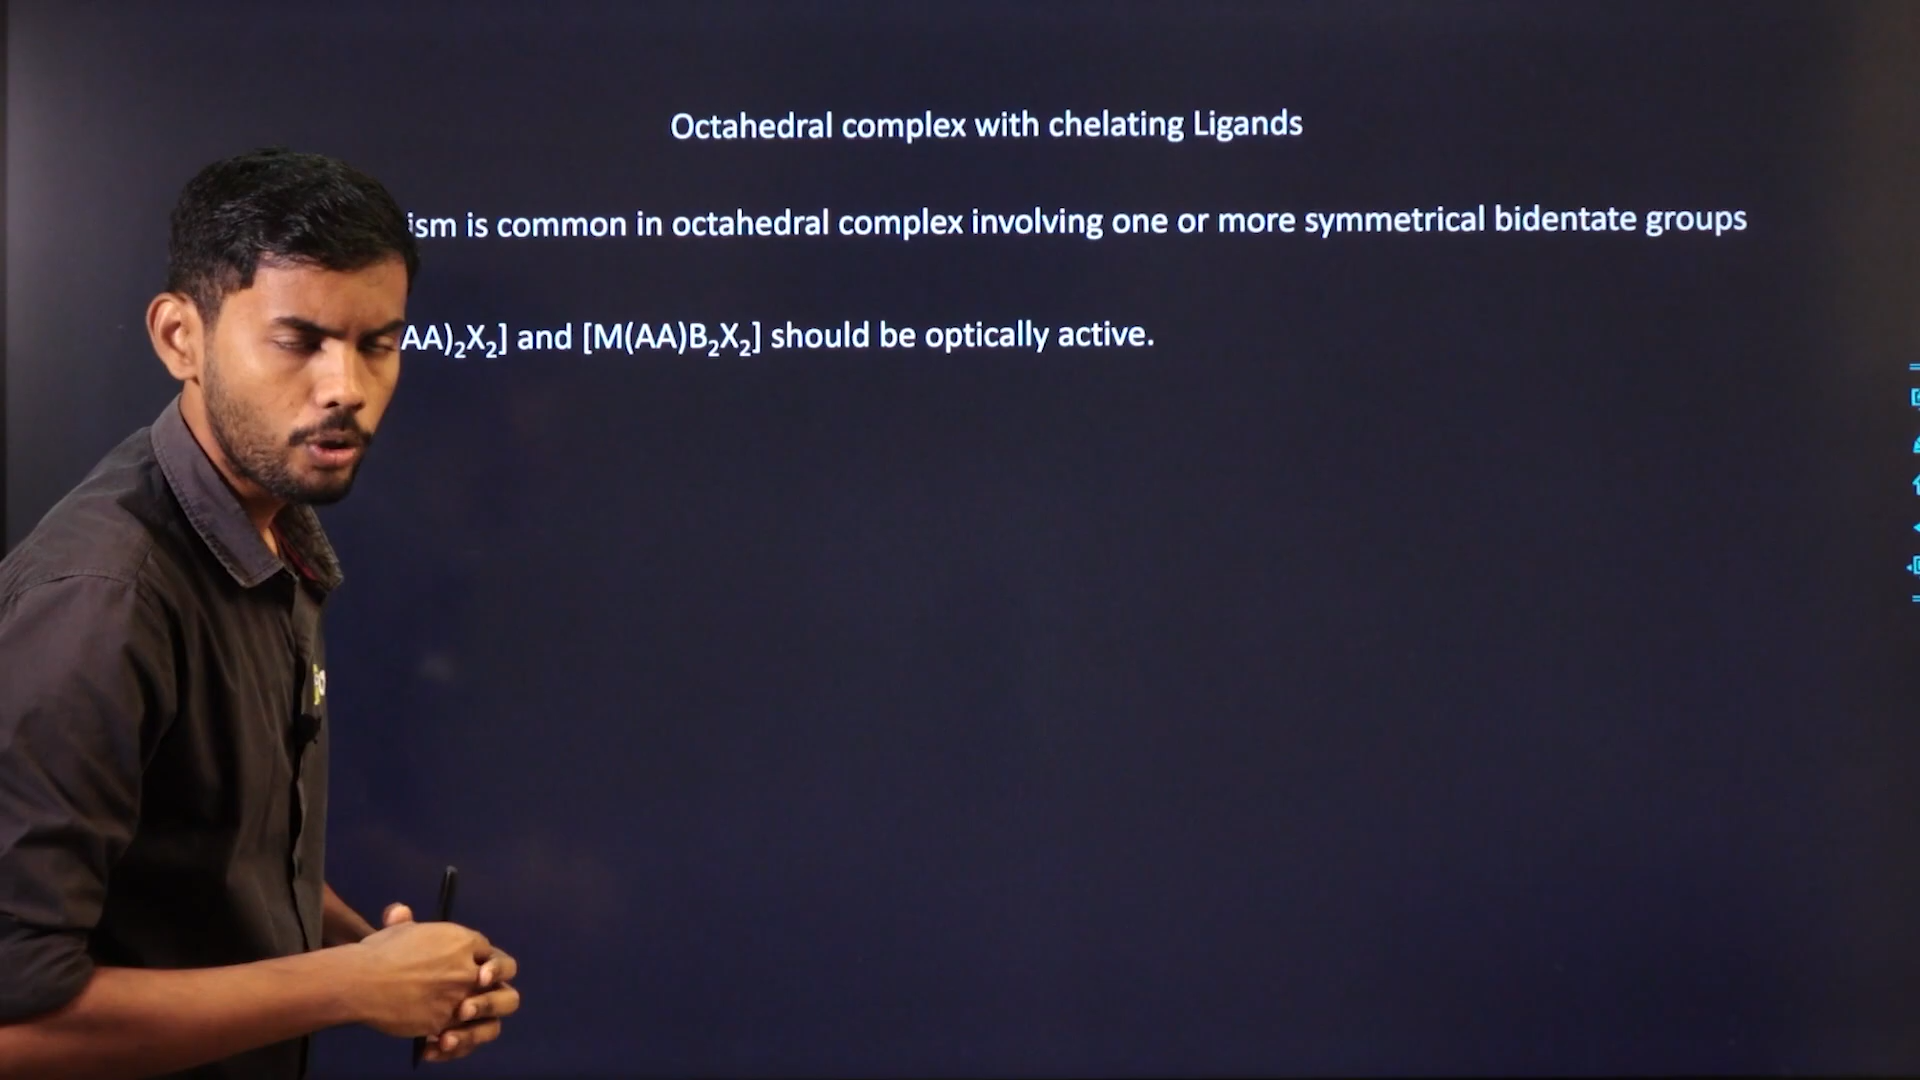 Octahedral complex with chelating Ligands
ism is common in octahedral complex involving one or more symmetrical bidentate groups
AA)₂X₂] and [M(AA)B₂X₂] should be optically active.